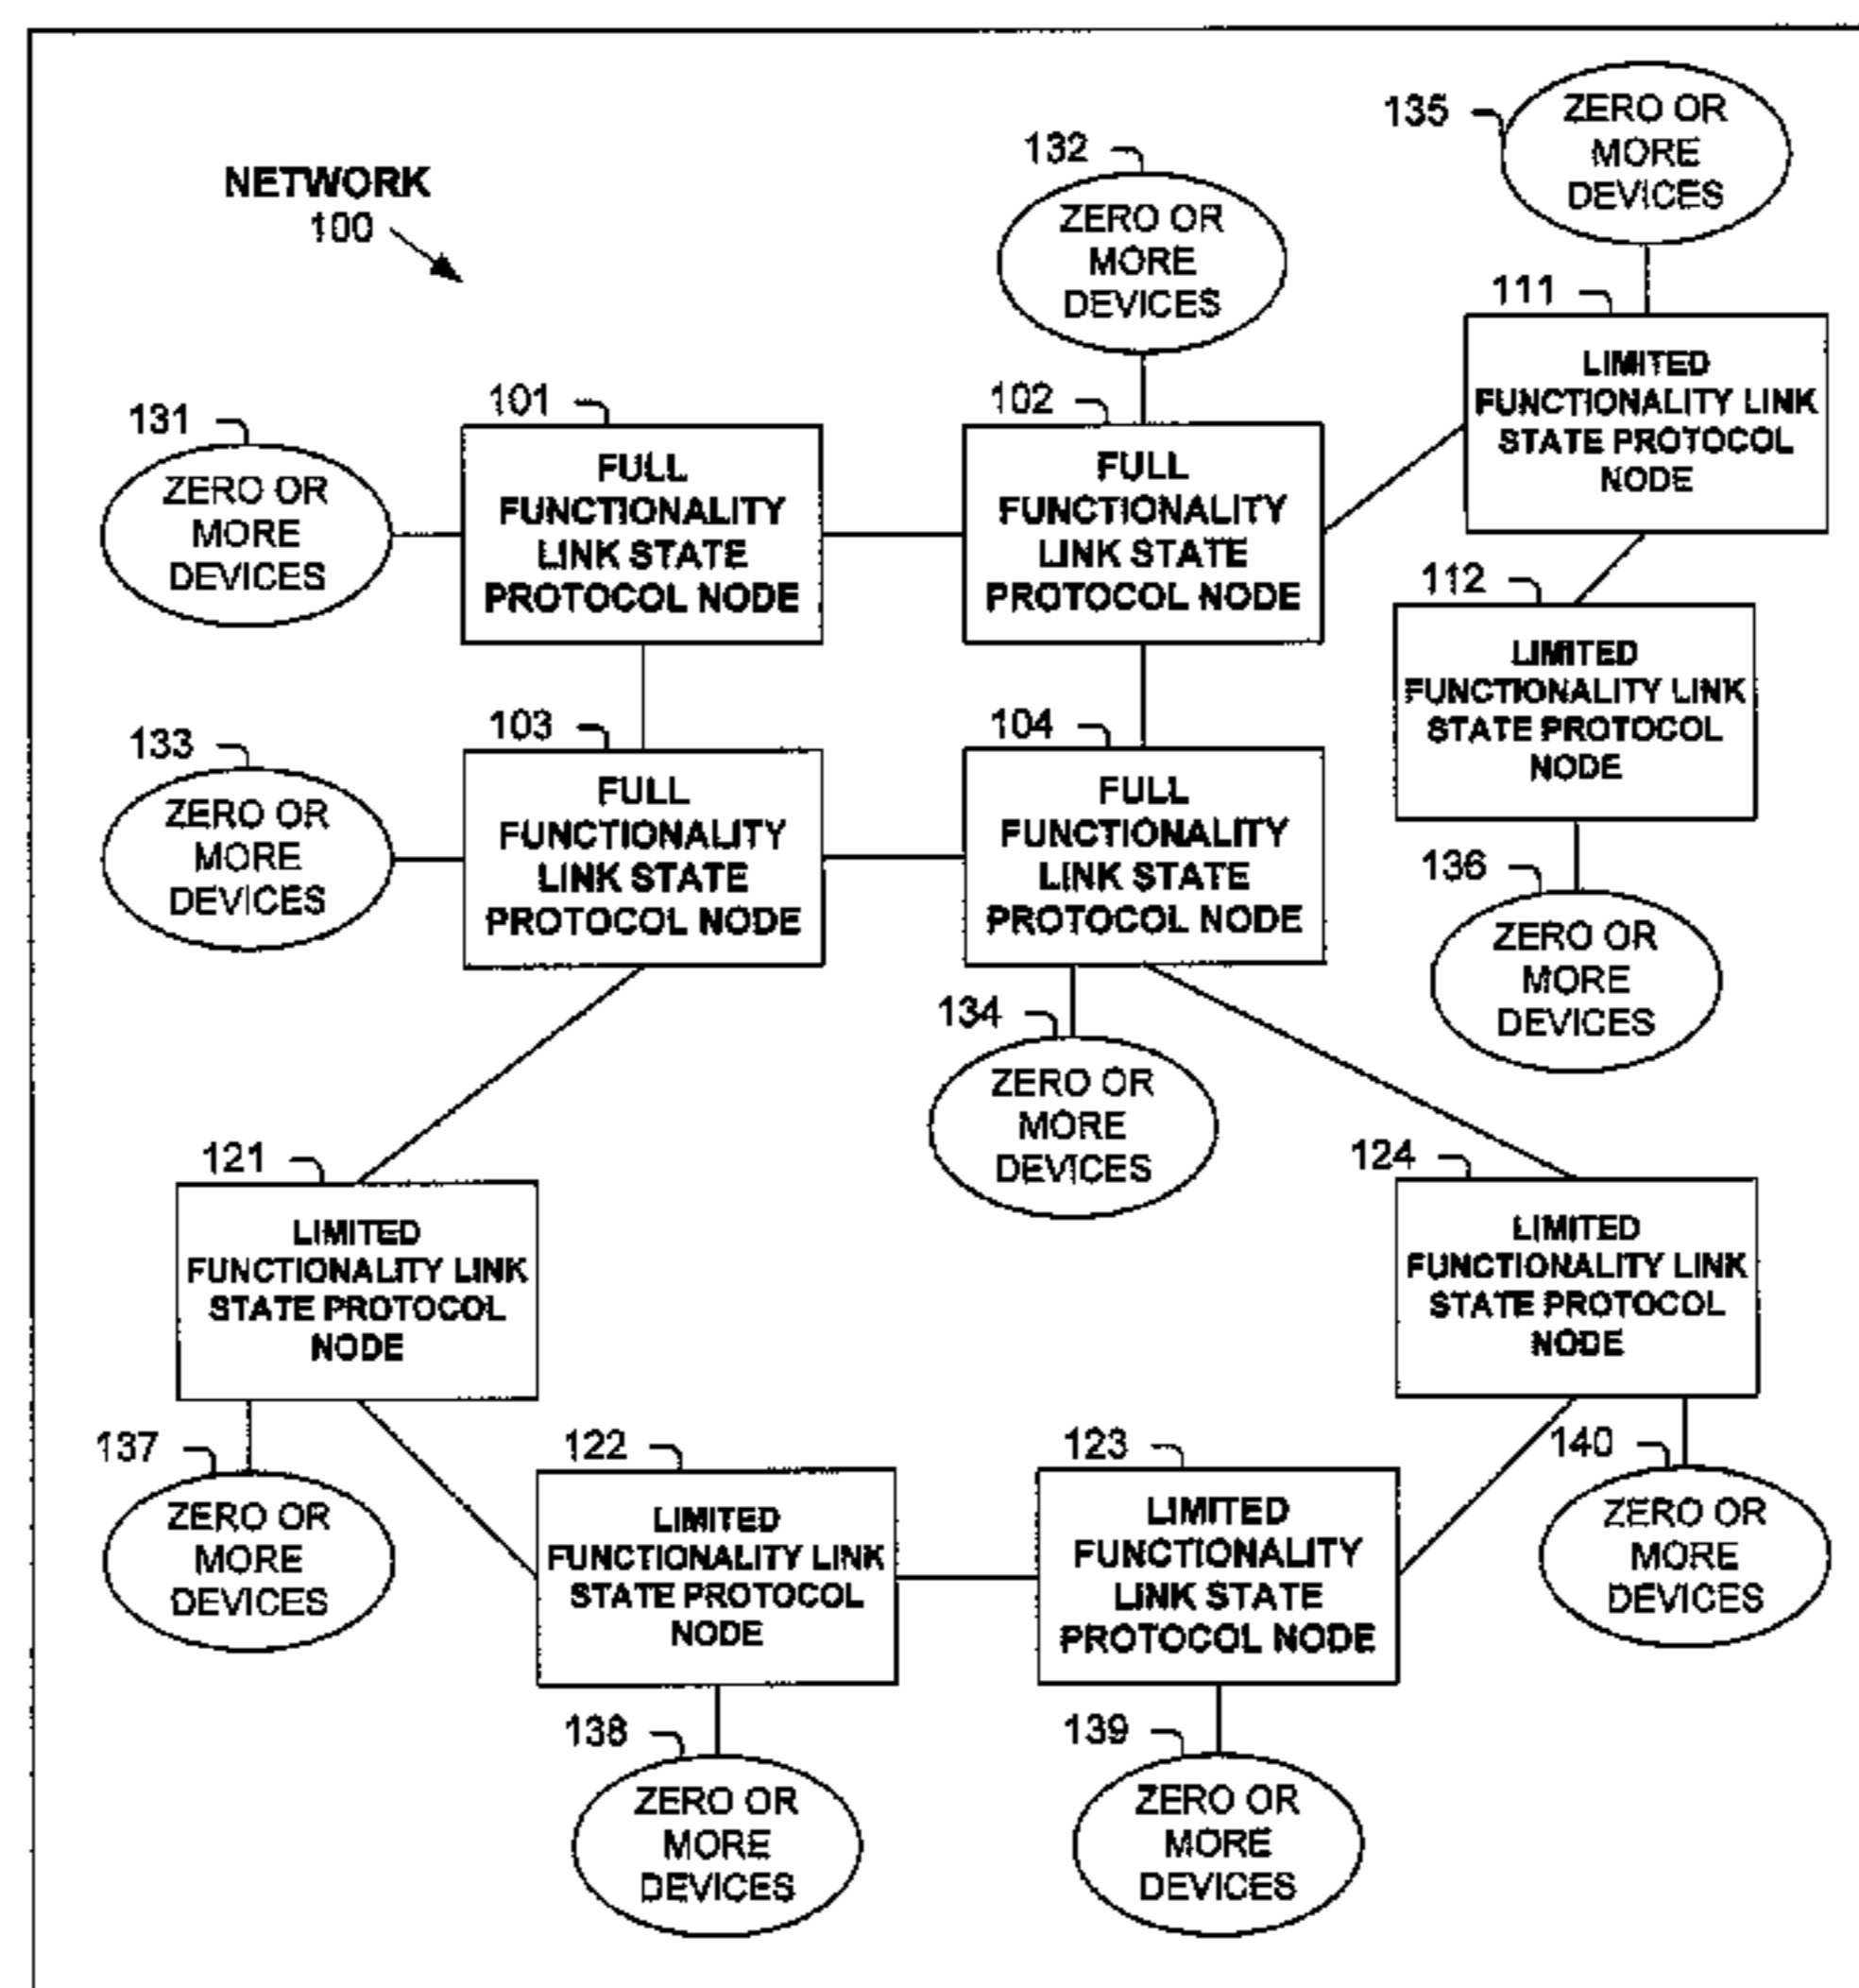 135
ZERO OR
MORE
DEVICES
132
ZERO OR
MORE
DEVICES
NETWORK
100
111
LIMITED
FUNCTIONALITY LINK
STATE PROTOCOL
NODE
131
ZERO OR
MORE
DEVICES
101
FULL
FUNCTIONALITY
LINK STATE
PROTOCOL NODE
102
FULL
FUNCTIONALITY
LINK STATE
PROTOCOL NODE
112
LIMITED
FUNCTIONALITY LINK
STATE PROTOCOL
NODE
133
ZERO OR
MORE
DEVICES
103
FULL
FUNCTIONALITY
LINK STATE
PROTOCOL NODE
104
FULL
FUNCTIONALITY
LINK STATE
PROTOCOL NODE
136
ZERO OR
MORE
DEVICES
134
ZERO OR
MORE
DEVICES
121
LIMITED
FUNCTIONALITY LINK
STATE PROTOCOL
NODE
124
LIMITED
FUNCTIONALITY LINK
STATE PROTOCOL
NODE
137
ZERO OR
MORE
DEVICES
122
LIMITED
FUNCTIONALITY LINK
STATE PROTOCOL
NODE
123
LIMITED
FUNCTIONALITY
LINK STATE
PROTOCOL NODE
140
ZERO OR
MORE
DEVICES
138
ZERO OR
MORE
DEVICES
139
ZERO OR
MORE
DEVICES